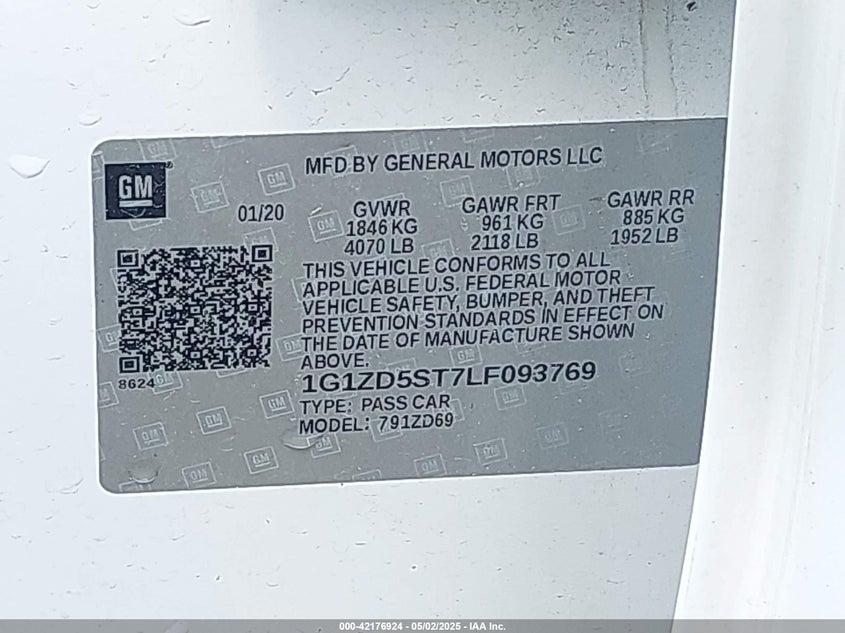 MFD BY GENERAL MOTORS LLC
GM
01/20
GVWR
1846 KG
4070 LB
GAWR FRT
961 KG
2118 LB
GAWR RR
885 KG
1952 LB
THIS VEHICLE CONFORMS TO ALL
APPLICABLE U.S. FEDERAL MOTOR
VEHICLE SAFETY, BUMPER, AND THEFT
PREVENTION STANDARDS IN EFFECT ON
THE DATE OF MANUFACTURE SHOWN
ABOVE.
8624
1G1ZD5ST7LF093769
TYPE: PASS CAR
MODEL: 791ZD69
000-42176924 - 05/02/2025 - IAA Inc.